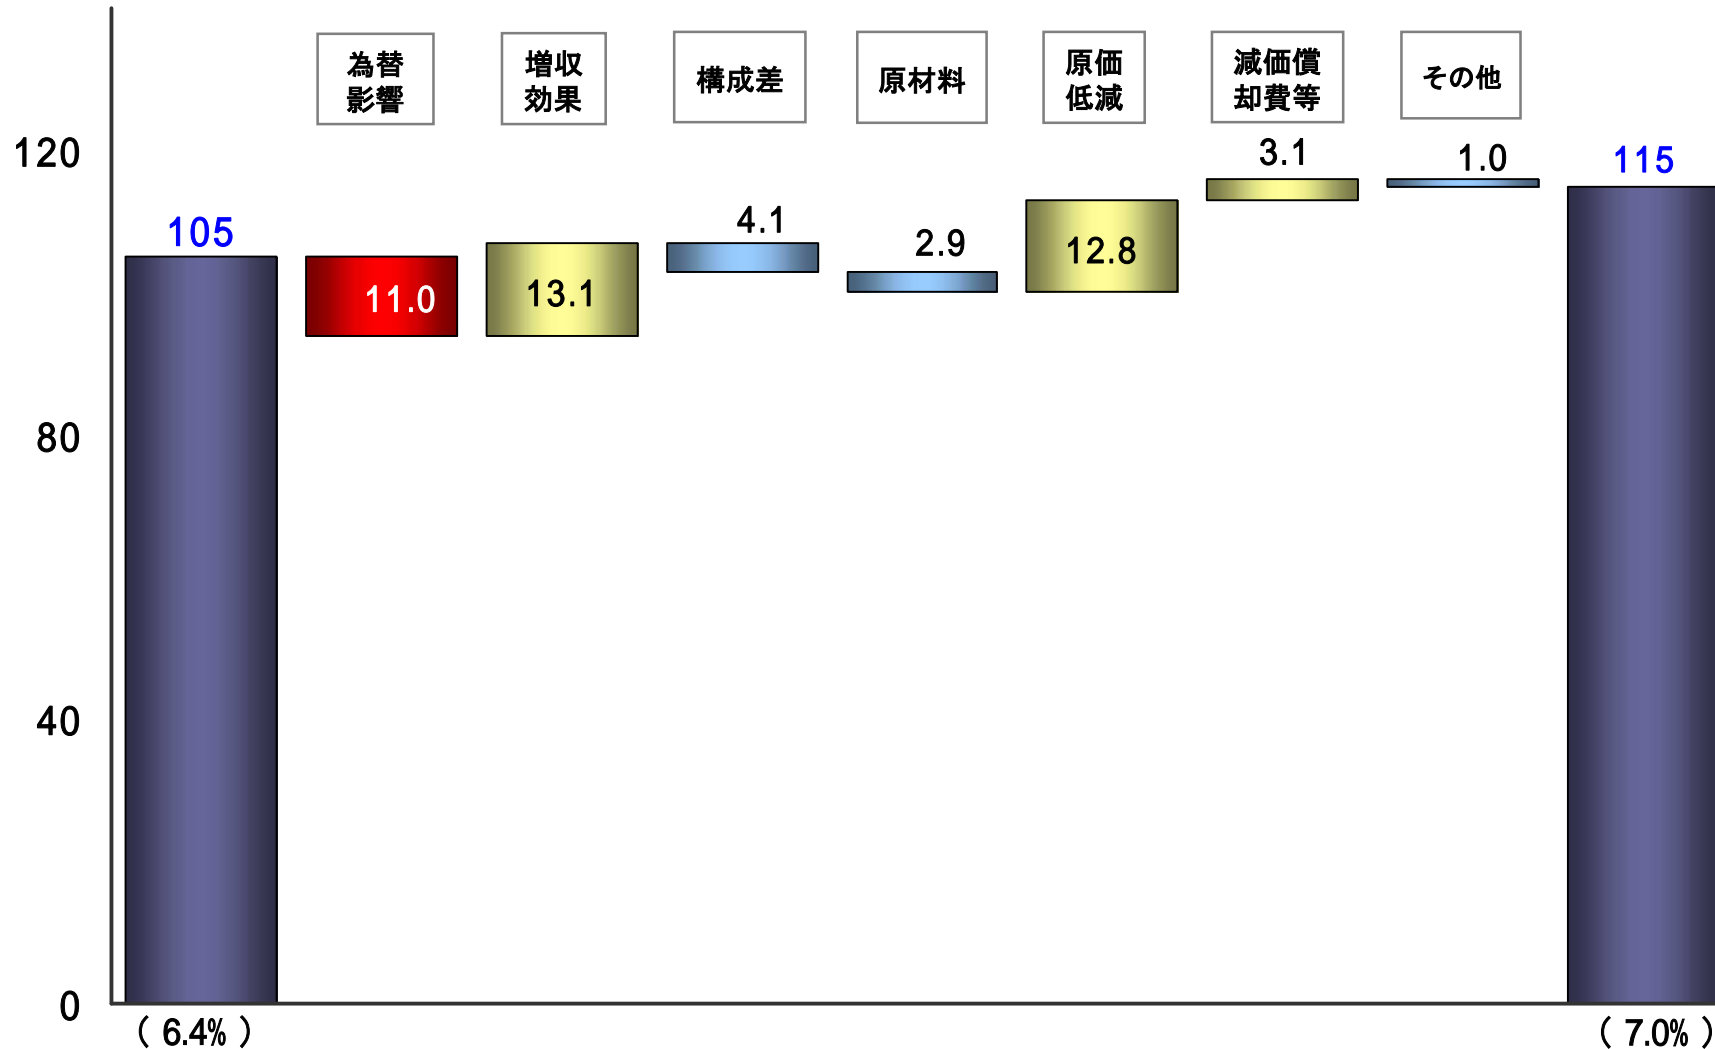 為替
影響
増収
効果
構成差
原材料
原価
低減
減価償
却費等
その他
120
80
40
0
105
11.0
13.1
4.1
2.9
12.8
3.1
1.0
115
( 6.4% )
( 7.0% )